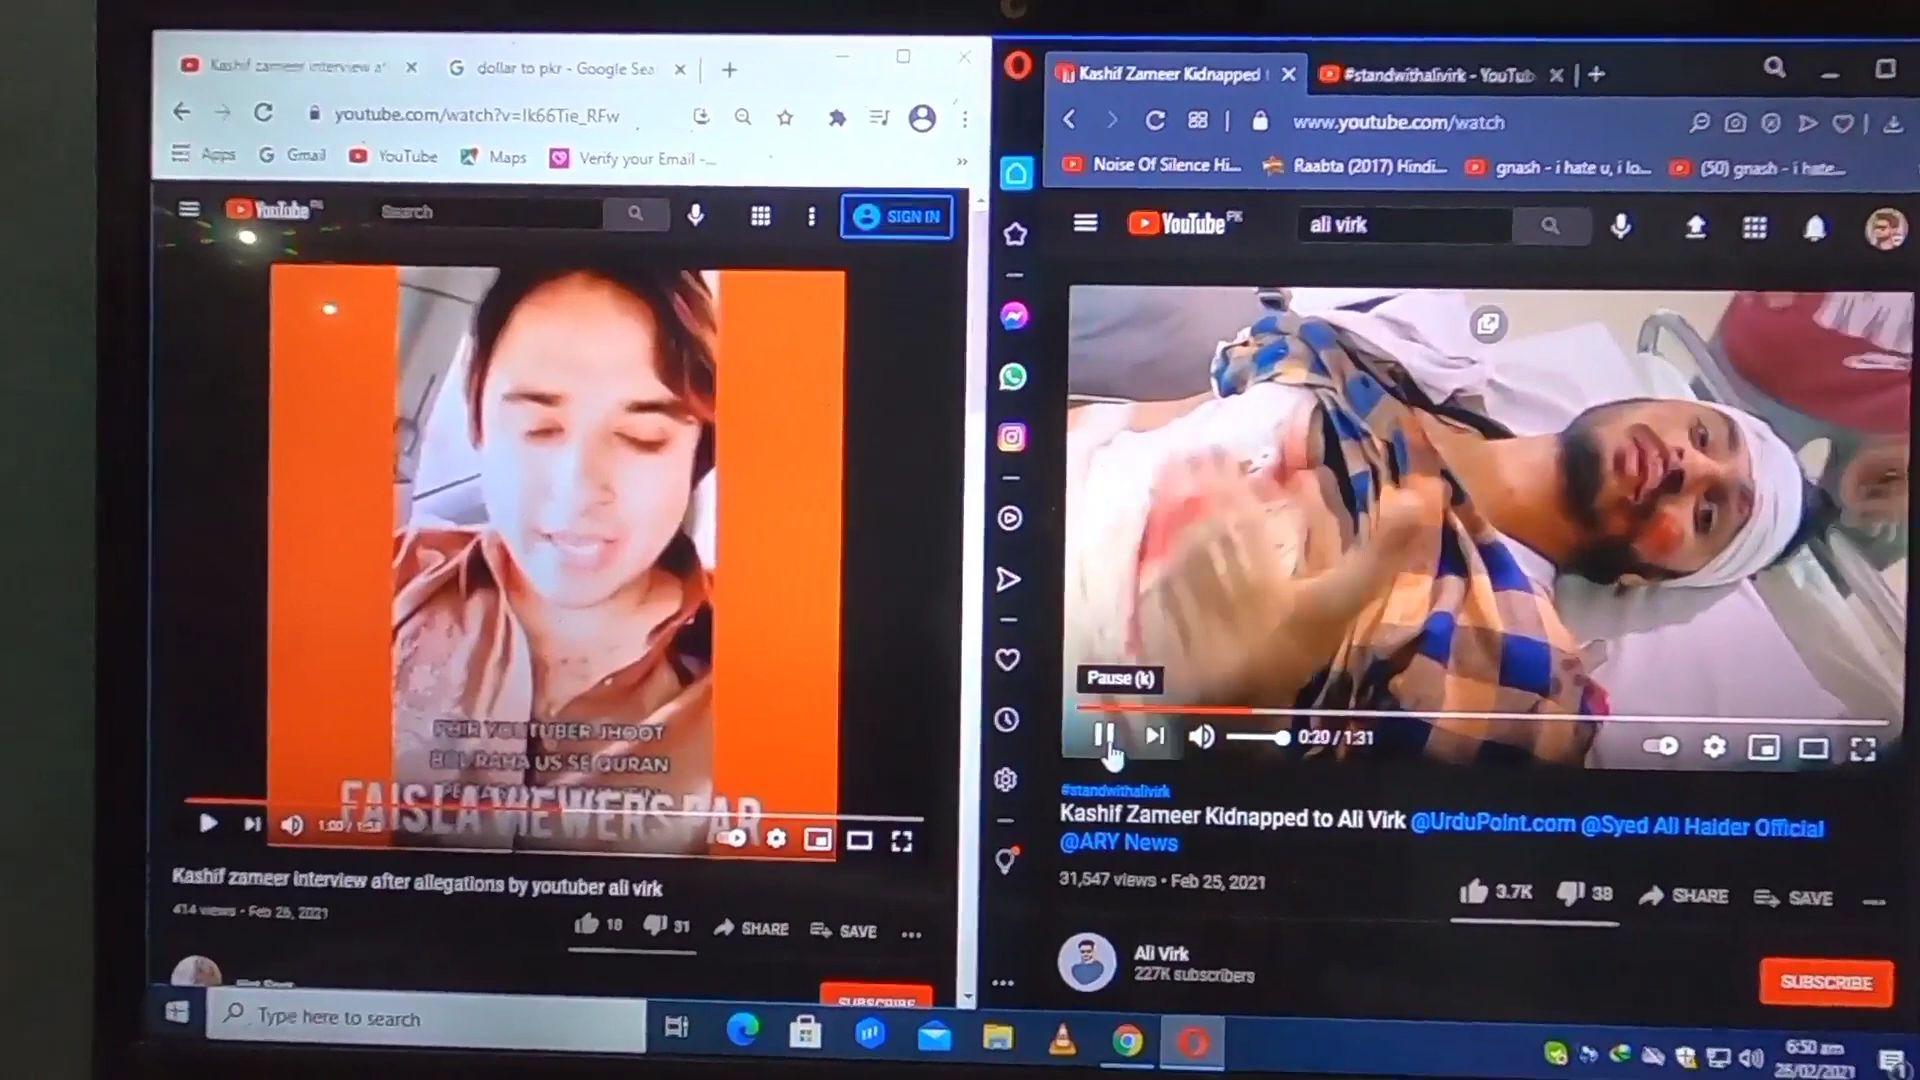 Kashif zameer interview a
dollar to pkr - Google Sea
youtube.com/watch?v=Ik66Tie_RFw
Apps
Gmail
YouTube
Maps
Verify your Email -...
YouTube
Search
SIGN IN
PHIR YOUTUBER JHOOT
BOL RAHA US SE QURAN
FAISLA VIEWERS PAR
1:00
Kashif zameer interview after allegations by youtuber ali virk
414 views • Feb 26, 2021
18
31
SHARE
SAVE
SUBSCRIBE
Type here to search
Kashif Zameer Kidnapped
#standwithalivirk - YouTub
www.youtube.com/watch
Noise Of Silence Hi...
Raabta (2017) Hindi...
gnash - i hate u, i lo...
(50) gnash - i hate...
YouTube PK
ali virk
Pause (k)
0:20 / 1:31
#standwithalivirk
Kashif Zameer Kidnapped to Ali Virk @UrduPoint.com @Syed Ali Haider Official
@ARY News
31,547 views • Feb 25, 2021
3.7K
38
SHARE
SAVE
Ali Virk
227K subscribers
SUBSCRIBE
6:50 am
26/02/2021